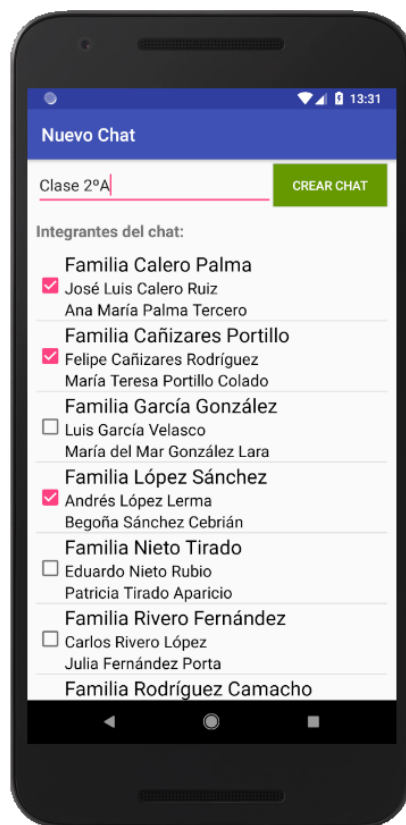 13:31
Nuevo Chat
Clase 2ºA
CREAR CHAT
Integrantes del chat:
Familia Calero Palma
José Luis Calero Ruiz
Ana María Palma Tercero
Familia Cañizares Portillo
Felipe Cañizares Rodríguez
María Teresa Portillo Colado
Familia García González
Luis García Velasco
María del Mar González Lara
Familia López Sánchez
Andrés López Lerma
Begoña Sánchez Cebrián
Familia Nieto Tirado
Eduardo Nieto Rubio
Patricia Tirado Aparicio
Familia Rivero Fernández
Carlos Rivero López
Julia Fernández Porta
Familia Rodríguez Camacho